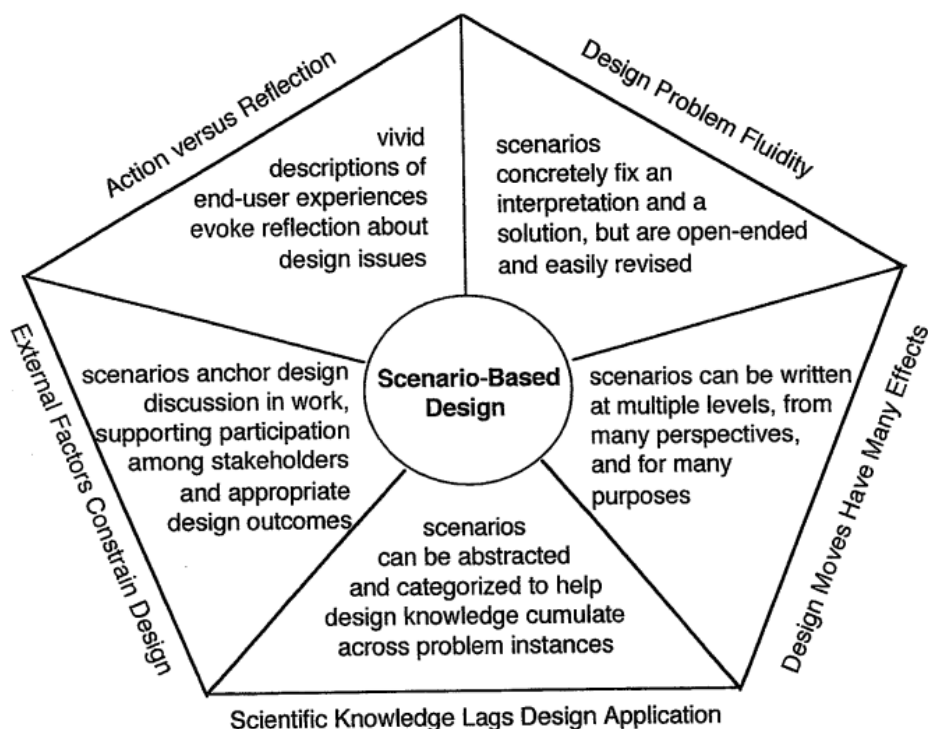 Action versus Reflection
Design Problem Fluidity
vivid
descriptions of
end-user experiences
evoke reflection about
design issues
scenarios
concretely fix an
interpretation and a
solution, but are open-ended
and easily revised
External Factors Constrain Design
scenarios anchor design
discussion in work,
supporting participation
among stakeholders
and appropriate
design outcomes
Scenario-Based
Design
scenarios can be written
at multiple levels, from
many perspectives,
and for many
purposes
Design Moves Have Many Effects
scenarios
can be abstracted
and categorized to help
design knowledge cumulate
across problem instances
Scientific Knowledge Lags Design Application